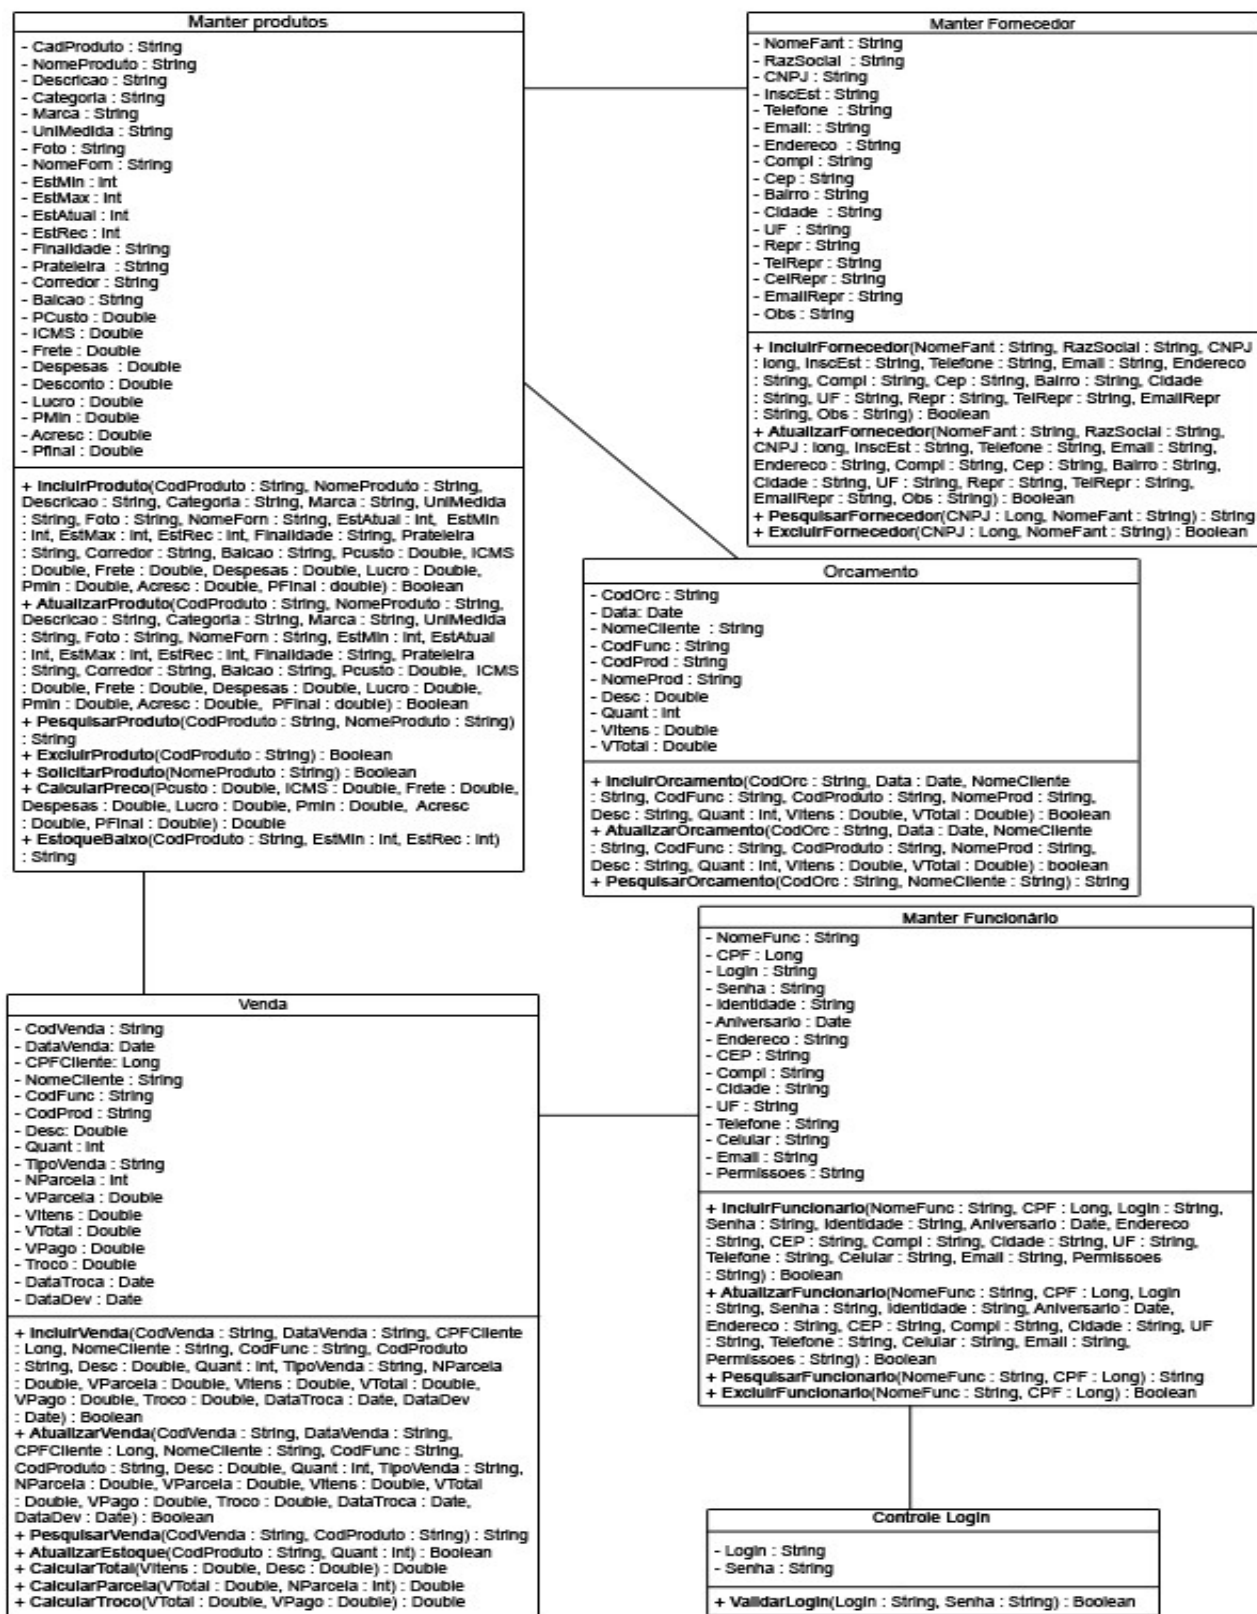 Manter produtos
- CadProduto : String
- NomeProduto : String
- Descricao : String
- Categoria : String
- Marca : String
- UniMedida : String
- Foto : String
- NomeForn : String
- EstMin : Int
- EstMax : Int
- EstAtual : Int
- EstRec : Int
- Finalidade : String
- Prateleira : String
- Corredor : String
- Balcao : String
- PCusto : Double
- ICMS : Double
- Frete : Double
- Despesas : Double
- Desconto : Double
- Lucro : Double
- PMin : Double
- Acresc : Double
- Pfinal : Double
+ IncluirProduto(CodProduto : String, NomeProduto : String,
Descricao : String, Categoria : String, Marca : String, UniMedida
: String, Foto : String, NomeForn : String, EstAtual : Int, EstMin
: Int, EstMax : Int, EstRec : Int, Finalidade : String, Prateleira
: String, Corredor : String, Balcao : String, Pcusto : Double, ICMS
: Double, Frete : Double, Despesas : Double, Lucro : Double,
Pmin : Double, Acresc : Double, PFinal : double) : Boolean
+ AtualizarProduto(CodProduto : String, NomeProduto : String,
Descricao : String, Categoria : String, Marca : String, UniMedida
: String, Foto : String, NomeForn : String, EstMin : Int, EstAtual
: Int, EstMax : Int, EstRec : Int, Finalidade : String, Prateleira
: String, Corredor : String, Balcao : String, Pcusto : Double, ICMS
: Double, Frete : Double, Despesas : Double, Lucro : Double,
Pmin : Double, Acresc : Double, PFinal : double) : Boolean
+ PesquisarProduto(CodProduto : String, NomeProduto : String)
: String
+ ExcluirProduto(CodProduto : String) : Boolean
+ SolicitarProduto(NomeProduto : String) : Boolean
+ CalcularPreco(Pcusto : Double, ICMS : Double, Frete : Double,
Despesas : Double, Lucro : Double, Pmin : Double, Acresc
: Double, PFinal : Double) : Double
+ EstoqueBaixo(CodProduto : String, EstMin : Int, EstRec : Int)
: String
Manter Fornecedor
- NomeFant : String
- RazSocial : String
- CNPJ : String
- InscEst : String
- Telefone : String
- Email: : String
- Endereco : String
- Compl : String
- Cep : String
- Bairro : String
- Cidade : String
- UF : String
- Repr : String
- TelRepr : String
- CelRepr : String
- EmailRepr : String
- Obs : String
+ IncluirFornecedor(NomeFant : String, RazSocial : String, CNPJ
: long, InscEst : String, Telefone : String, Email : String, Endereco
: String, Compl : String, Cep : String, Bairro : String, Cidade
: String, UF : String, Repr : String, TelRepr : String, EmailRepr
: String, Obs : String) : Boolean
+ AtualizarFornecedor(NomeFant : String, RazSocial : String,
CNPJ : long, InscEst : String, Telefone : String, Email : String,
Endereco : String, Compl : String, Cep : String, Bairro : String,
Cidade : String, UF : String, Repr : String, TelRepr : String,
EmailRepr : String, Obs : String) : Boolean
+ PesquisarFornecedor(CNPJ : Long, NomeFant : String) : String
+ ExcluirFornecedor(CNPJ : Long, NomeFant : String) : Boolean
Orcamento
- CodOrc : String
- Data: Date
- NomeCliente : String
- CodFunc : String
- CodProd : String
- NomeProd : String
- Desc : Double
- Quant : Int
- Vitens : Double
- VTotal : Double
+ IncluirOrcamento(CodOrc : String, Data : Date, NomeCliente
: String, CodFunc : String, CodProduto : String, NomeProd : String,
Desc : String, Quant : Int, Vitens : Double, VTotal : Double) : Boolean
+ AtualizarOrcamento(CodOrc : String, Data : Date, NomeCliente
: String, CodFunc : String, CodProduto : String, NomeProd : String,
Desc : String, Quant : Int, Vitens : Double, VTotal : Double) : boolean
+ PesquisarOrcamento(CodOrc : String, NomeCliente : String) : String
Venda
- CodVenda : String
- DataVenda: Date
- CPFCliente: Long
- NomeCliente : String
- CodFunc : String
- CodProd : String
- Desc: Double
- Quant : Int
- TipoVenda : String
- NParcela : Int
- VParcela : Double
- Vitens : Double
- VTotal : Double
- VPago : Double
- Troco : Double
- DataTroca : Date
- DataDev : Date
+ IncluirVenda(CodVenda : String, DataVenda : String, CPFCliente
: Long, NomeCliente : String, CodFunc : String, CodProduto
: String, Desc : Double, Quant : Int, TipoVenda : String, NParcela
: Double, VParcela : Double, Vitens : Double, VTotal : Double,
VPago : Double, Troco : Double, DataTroca : Date, DataDev
: Date) : Boolean
+ AtualizarVenda(CodVenda : String, DataVenda : String,
CPFCliente : Long, NomeCliente : String, CodFunc : String,
CodProduto : String, Desc : Double, Quant : Int, TipoVenda : String,
NParcela : Double, VParcela : Double, Vitens : Double, VTotal
: Double, VPago : Double, Troco : Double, DataTroca : Date,
DataDev : Date) : Boolean
+ PesquisarVenda(CodVenda : String, CodProduto : String) : String
+ AtualizarEstoque(CodProduto : String, Quant : Int) : Boolean
+ CalcularTotal(Vitens : Double, Desc : Double) : Double
+ CalcularParcela(VTotal : Double, NParcela : Int) : Double
+ CalcularTroco(VTotal : Double, VPago : Double) : Double
Manter Funcionário
- NomeFunc : String
- CPF : Long
- Login : String
- Senha : String
- Identidade : String
- Aniversario : Date
- Endereco : String
- CEP : String
- Compl : String
- Cidade : String
- UF : String
- Telefone : String
- Celular : String
- Email : String
- Permissoes : String
+ IncluirFuncionario(NomeFunc : String, CPF : Long, Login : String,
Senha : String, Identidade : String, Aniversario : Date, Endereco
: String, CEP : String, Compl : String, Cidade : String, UF : String,
Telefone : String, Celular : String, Email : String, Permissoes
: String) : Boolean
+ AtualizarFuncionario(NomeFunc : String, CPF : Long, Login
: String, Senha : String, Identidade : String, Aniversario : Date,
Endereco : String, CEP : String, Compl : String, Cidade : String, UF
: String, Telefone : String, Celular : String, Email : String,
Permissoes : String) : Boolean
+ PesquisarFuncionario(NomeFunc : String, CPF : Long) : String
+ ExcluirFuncionario(NomeFunc : String, CPF : Long) : Boolean
Controle Login
- Login : String
- Senha : String
+ ValidarLogin(Login : String, Senha : String) : Boolean